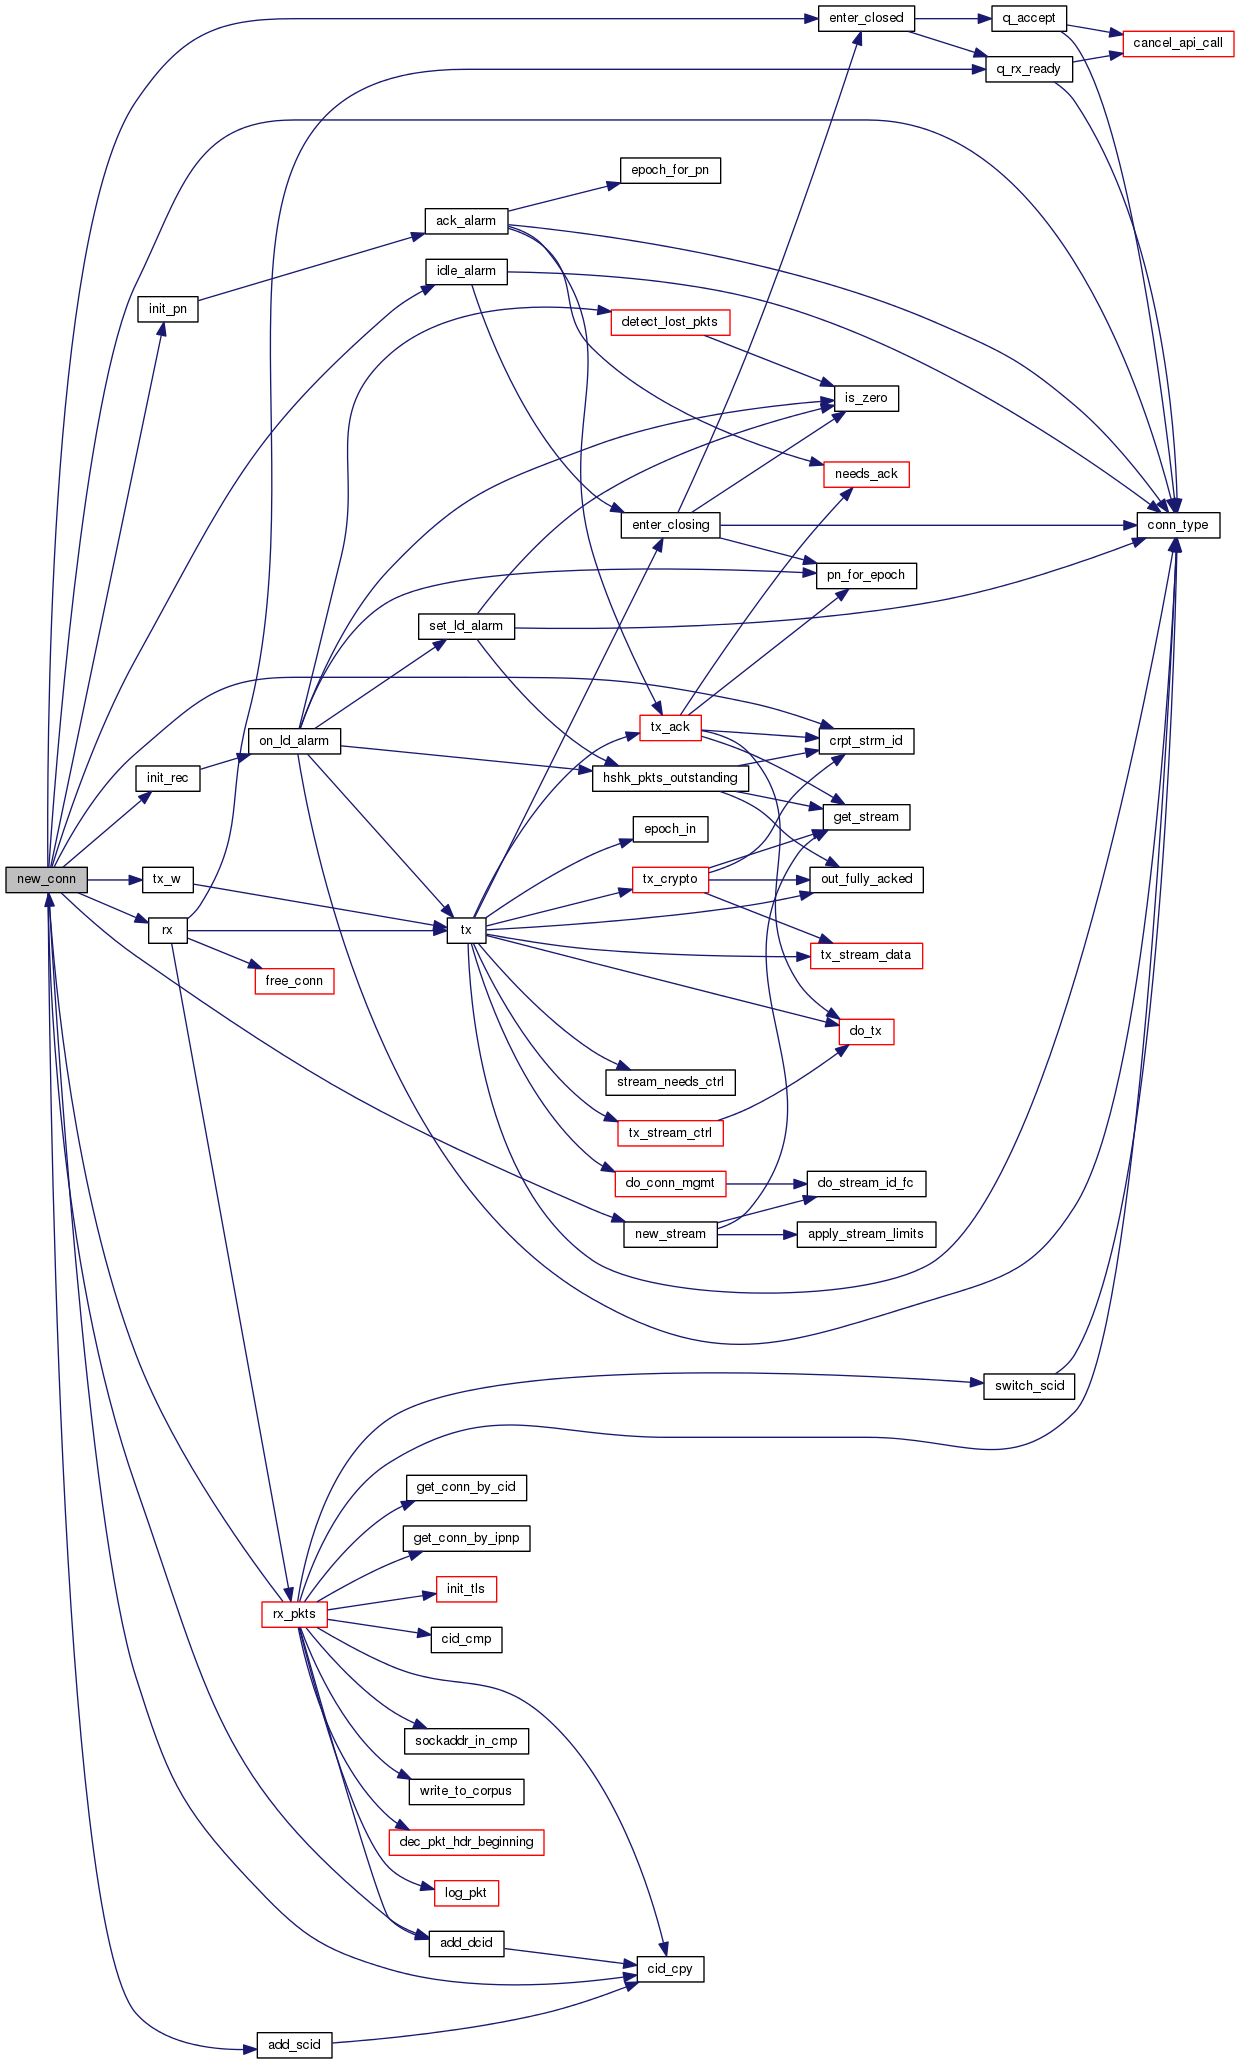 enter_closed
q_accept
cancel_api_call
q_rx_ready
epoch_for_pn
ack_alarm
idle_alarm
init_pn
detect_lost_pkts
is_zero
needs_ack
enter_closing
conn_type
pn_for_epoch
set_ld_alarm
tx_ack
on_ld_alarm
crpt_strm_id
init_rec
hshk_pkts_outstanding
get_stream
epoch_in
new_conn
tx_w
tx_crypto
out_fully_acked
rx
tx
tx_stream_data
free_conn
do_tx
stream_needs_ctrl
tx_stream_ctrl
do_conn_mgmt
do_stream_id_fc
new_stream
apply_stream_limits
switch_scid
get_conn_by_cid
get_conn_by_ipnp
init_tls
rx_pkts
cid_cmp
sockaddr_in_cmp
write_to_corpus
dec_pkt_hdr_beginning
log_pkt
add_dcid
cid_cpy
add_scid